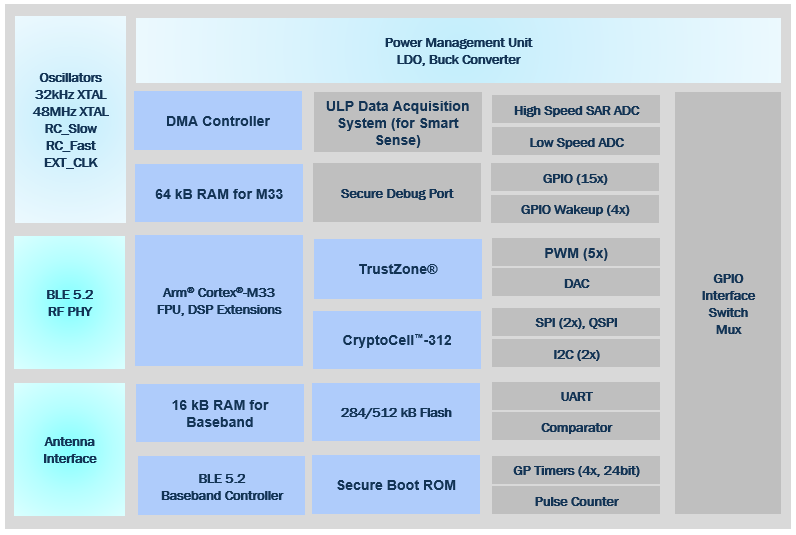 Oscillators
32kHz XTAL
48MHz XTAL
RC_Slow
RC_Fast
EXT_CLK
Power Management Unit
LDO, Buck Converter
DMA Controller
ULP Data Acquisition
System (for Smart
Sense)
High Speed SAR ADC
Low Speed ADC
64 kB RAM for M33
Secure Debug Port
GPIO (15x)
GPIO Wakeup (4x)
BLE 5.2
RF PHY
Arm® Cortex®-M33
FPU, DSP Extensions
TrustZone®
CryptoCell™-312
PWM (5x)
DAC
SPI (2x), QSPI
I2C (2x)
GPIO
Interface
Switch
Mux
Antenna
Interface
16 kB RAM for
Baseband
284/512 kB Flash
UART
Comparator
BLE 5.2
Baseband Controller
Secure Boot ROM
GP Timers (4x, 24bit)
Pulse Counter